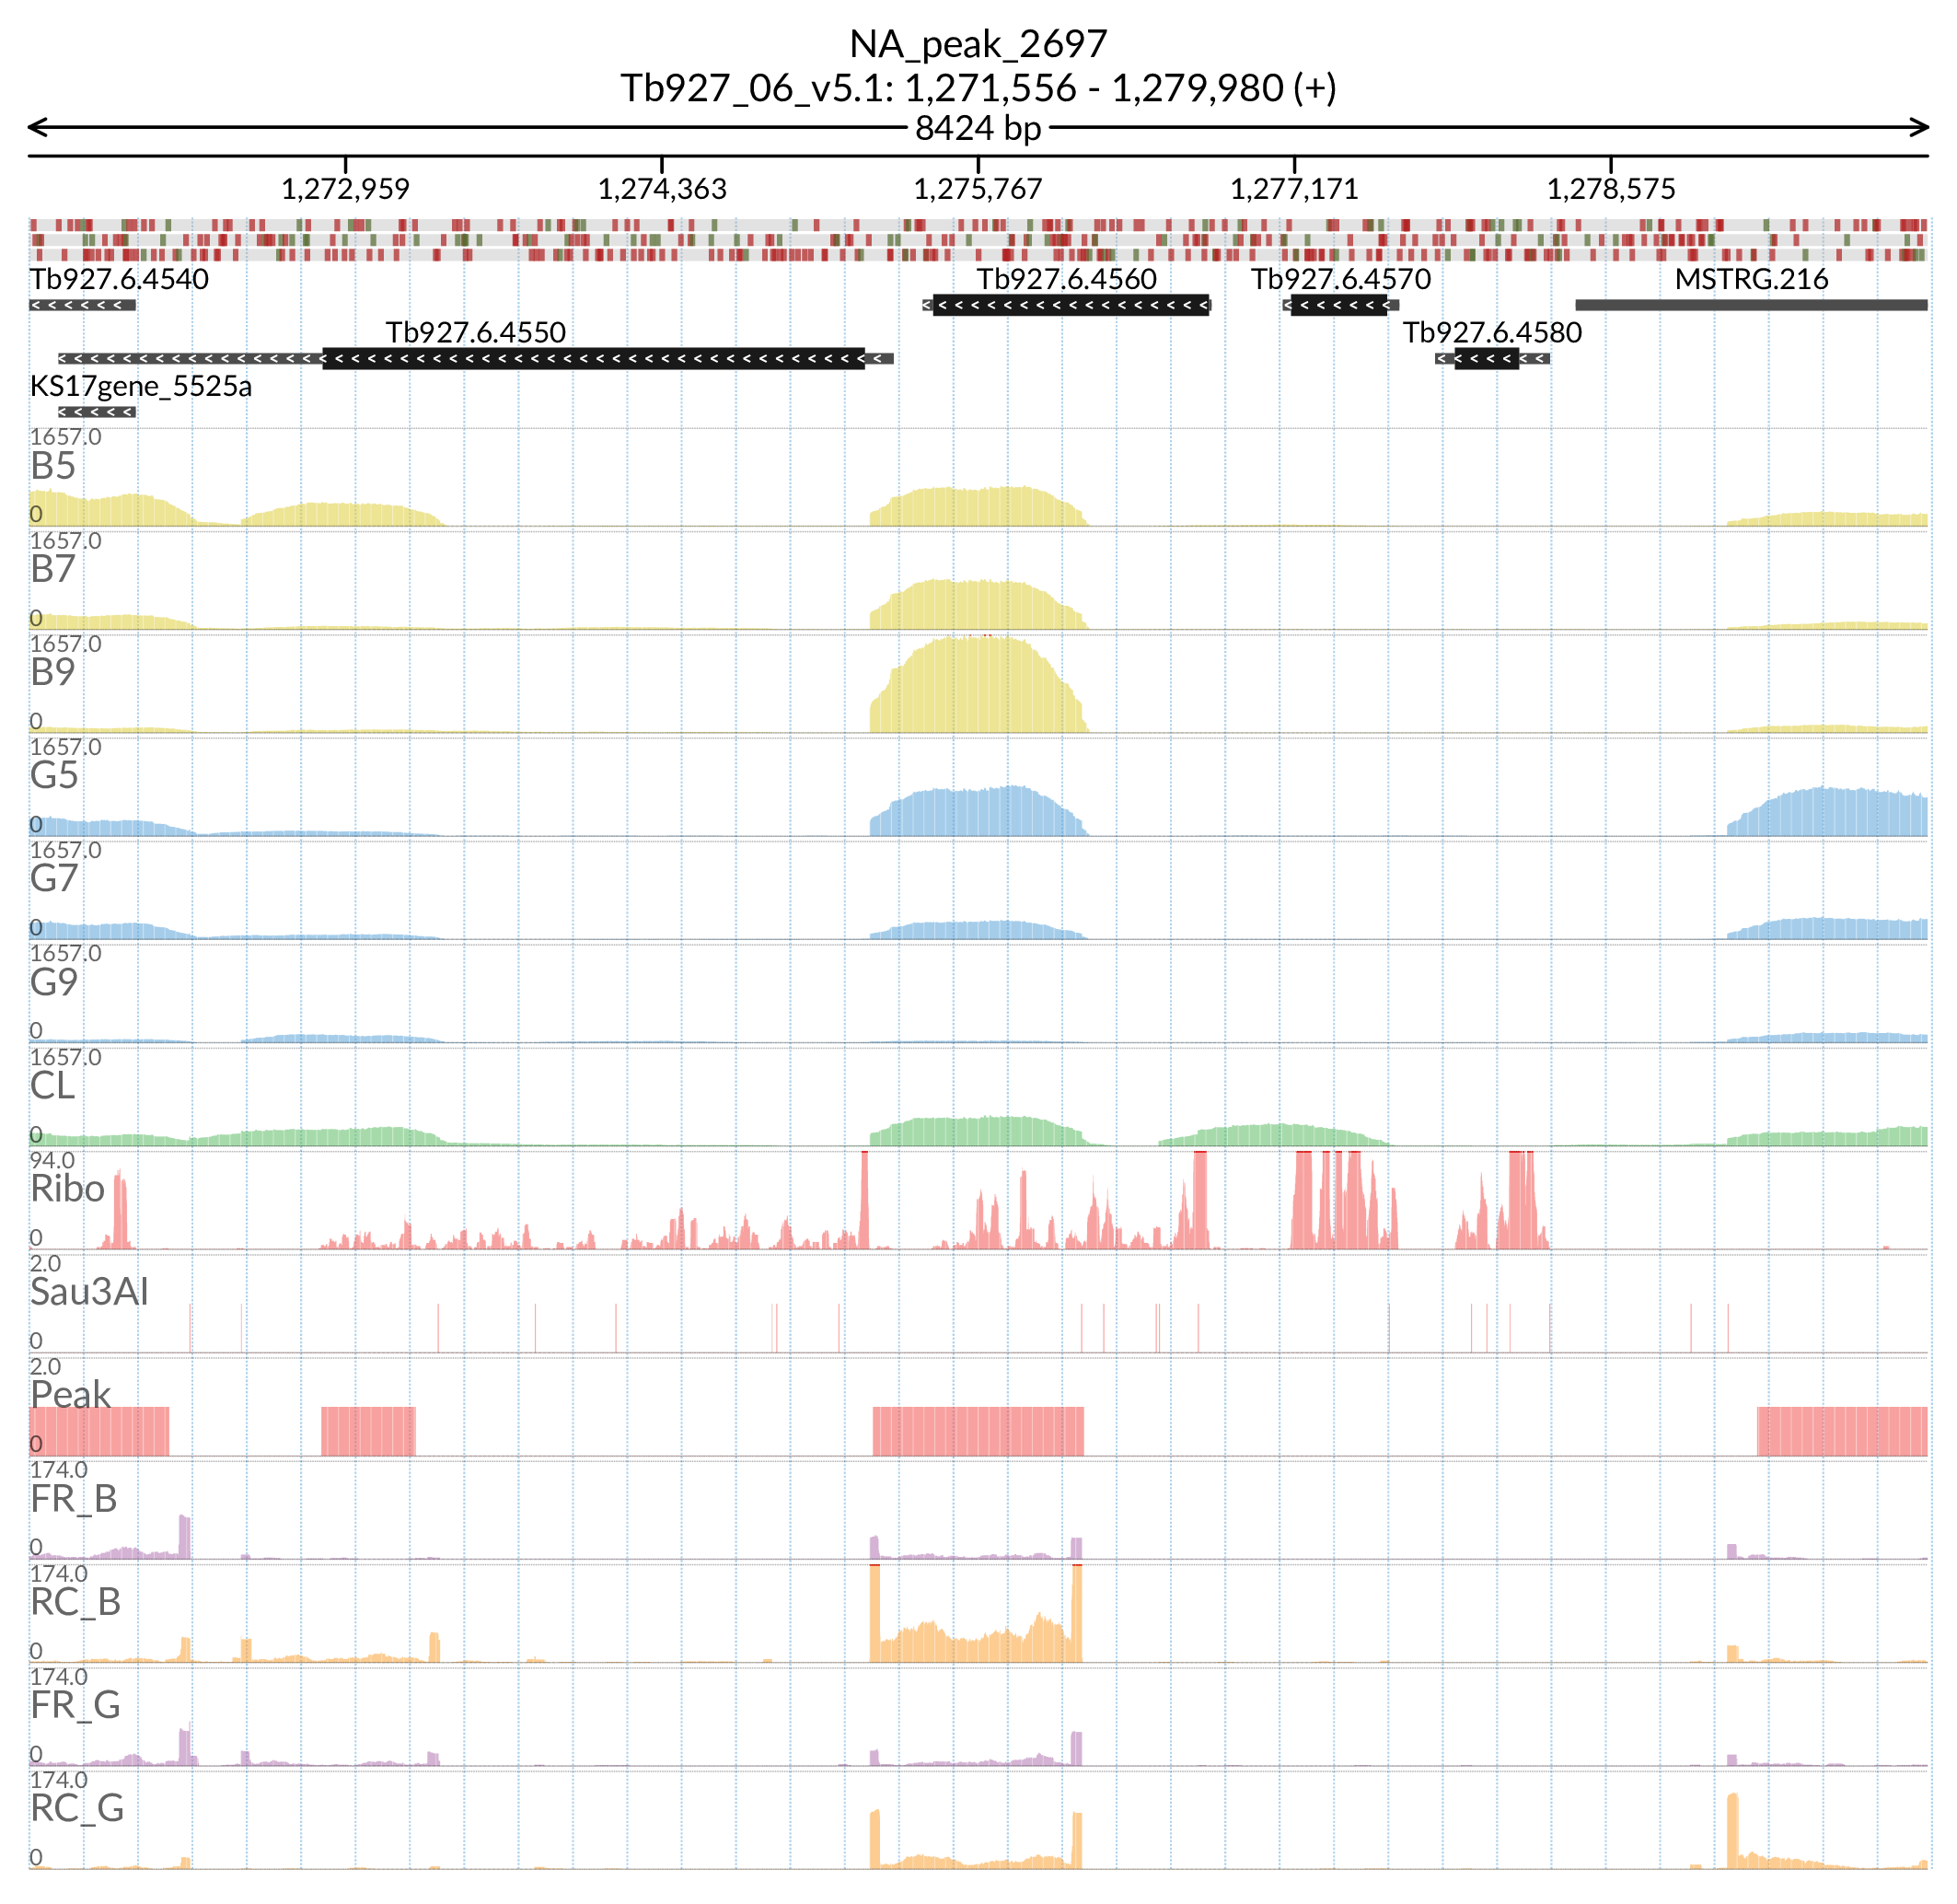 NA_peak_2697
Tb927_06_v5.1: 1,271,556 - 1,279,980 (+)
8424 bp
1,272,959 1,274,363 1,275,767 1,277,171 1,278,575
Tb927.6.4540 Tb927.6.4560 Tb927.6.4570 MSTRG.216
Tb927.6.4550 Tb927.6.4580
KS17gene_5525a
1657.0
B5
0
1657.0
B7
0
1657.0
B9
0
1657.0
G5
0
1657.0
G7
0
1657.0
G9
0
1657.0
CL
0
94.0
Ribo
0
2.0
Sau3AI
0
2.0
Peak
0
174.0
FR_B
0
174.0
RC_B
0
174.0
FR_G
0
174.0
RC_G
0